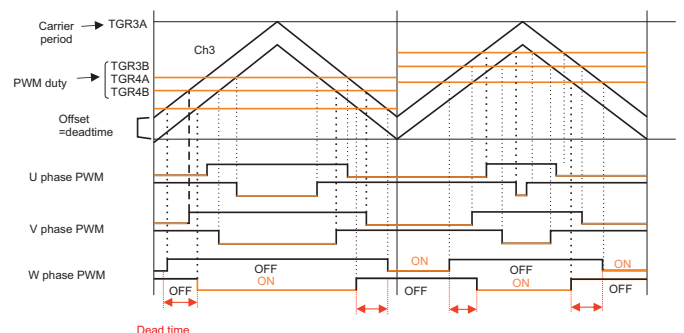 Carrier period
TGR3A
Ch3
PWM duty
TGR3B
TGR4A
TGR4B
Offset
=deadtime
U phase PWM
V phase PWM
W phase PWM
OFF
ON
OFF
ON
OFF
ON
OFF
OFF
ON
OFF
Dead time